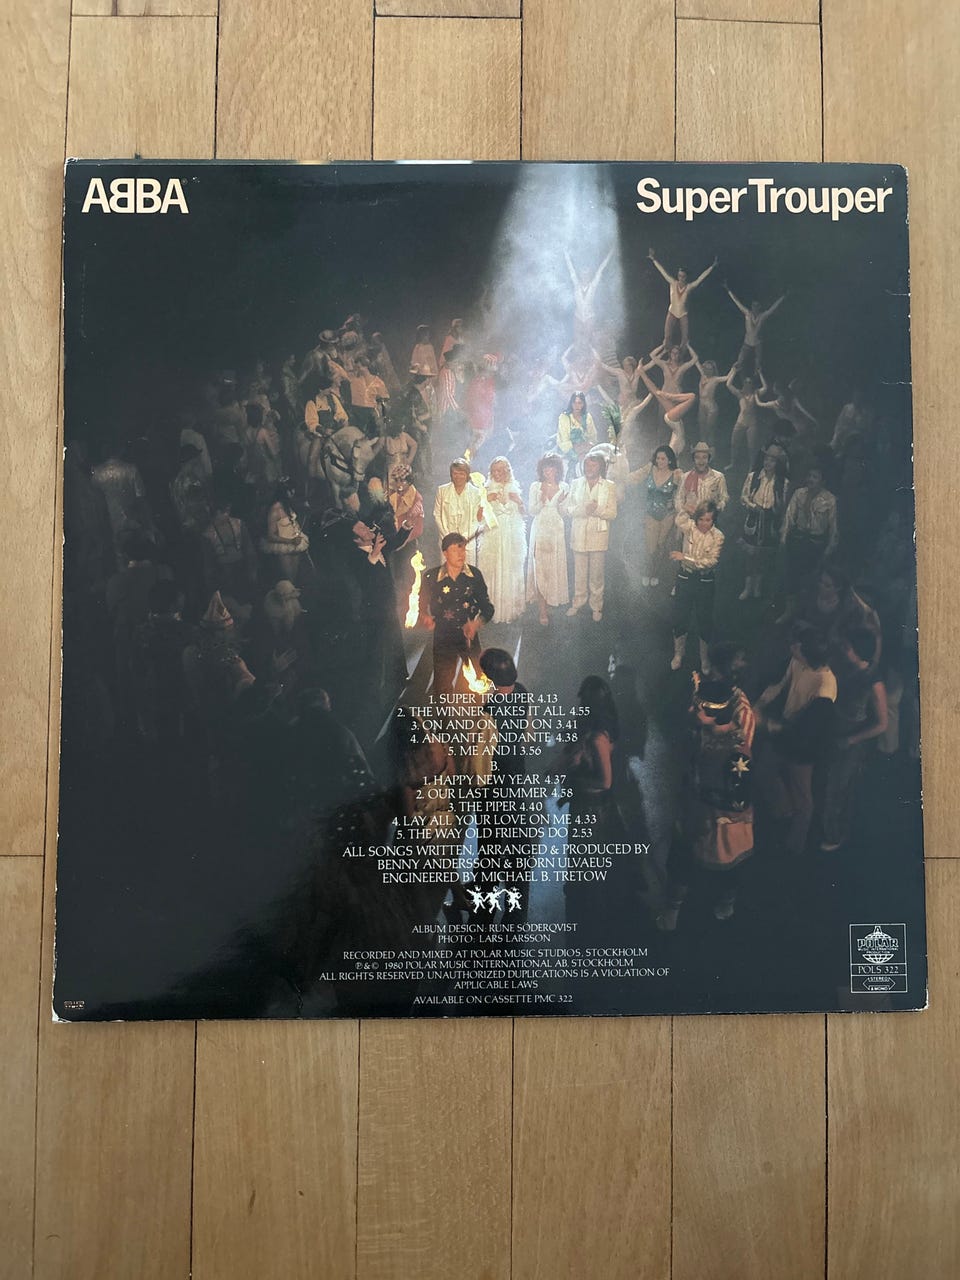 ABBA
Super Trouper
A.
1. SUPER TROUPER 4.13
2. THE WINNER TAKES IT ALL 4.55
3. ON AND ON AND ON 3.41
4. ANDANTE, ANDANTE 4.38
5. ME AND I 3.56
B.
1. HAPPY NEW YEAR 4.37
2. OUR LAST SUMMER 4.58
3. THE PIPER 4.40
4. LAY ALL YOUR LOVE ON ME 4.33
5. THE WAY OLD FRIENDS DO 2.53
ALL SONGS WRITTEN, ARRANGED & PRODUCED BY
BENNY ANDERSSON & BJÖRN ULVAEUS
ENGINEERED BY MICHAEL B. TRETOW
ALBUM DESIGN: RUNE SÖDERQVIST
PHOTO: LARS LARSSON
RECORDED AND MIXED AT POLAR MUSIC STUDIOS, STOCKHOLM
℗ & © 1980 POLAR MUSIC INTERNATIONAL AB, STOCKHOLM
ALL RIGHTS RESERVED. UNAUTHORIZED DUPLICATIONS IS A VIOLATION OF
APPLICABLE LAWS
AVAILABLE ON CASSETTE PMC 322
POLAR
MUSIC INTERNATIONAL
POLS 322
STEREO
& MONO